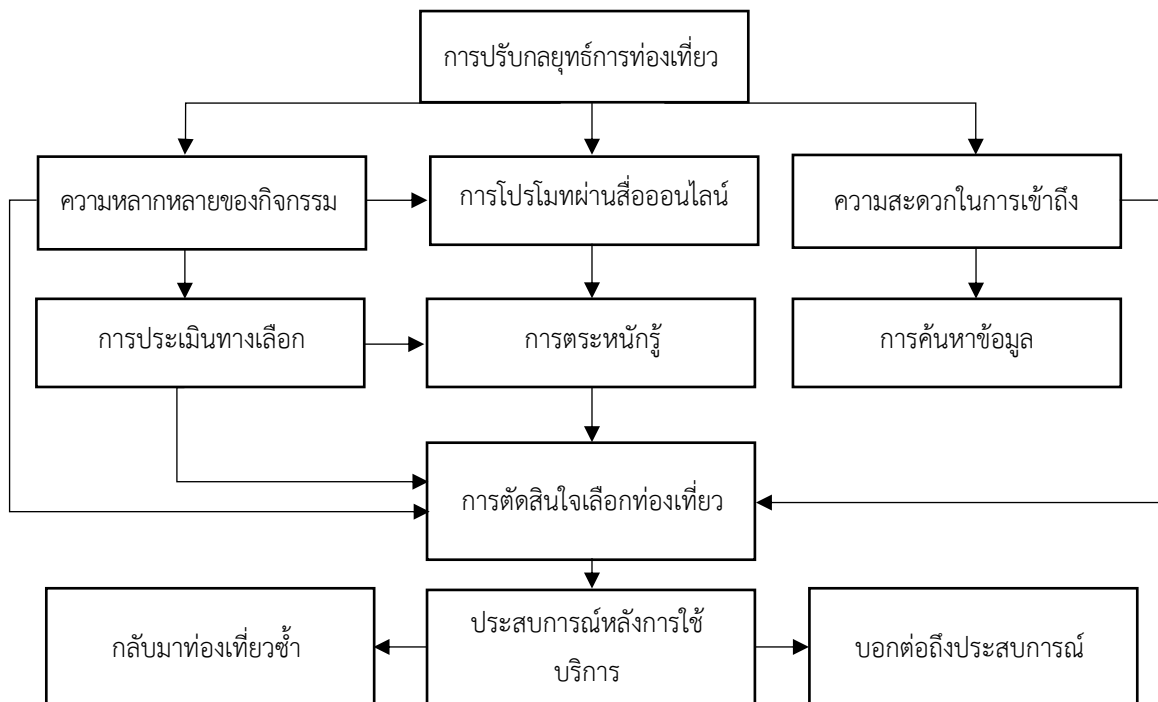 การปรับกลยุทธ์การท่องเที่ยว
ความหลากหลายของกิจกรรม
การโปรโมทผ่านสื่อออนไลน์
ความสะดวกในการเข้าถึง
การประเมินทางเลือก
การตระหนักรู้
การค้นหาข้อมูล
การตัดสินใจเลือกท่องเที่ยว
กลับมาท่องเที่ยวซ้ำ
ประสบการณ์หลังการใช้
บริการ
บอกต่อถึงประสบการณ์